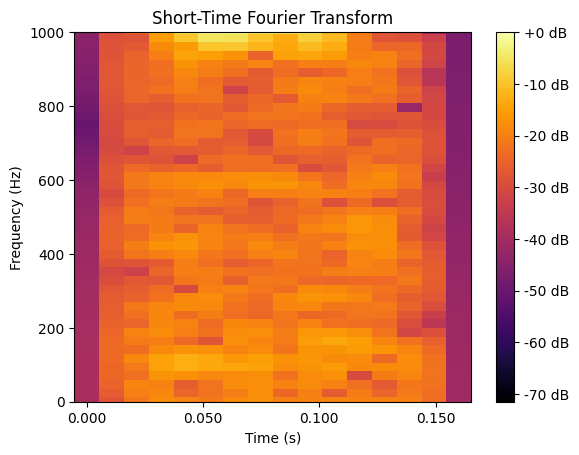 Short-Time Fourier Transform
1000
800
600
400
200
0
Frequency (Hz)
0.000
0.050
0.100
0.150
Time (s)
+0 dB
-10 dB
-20 dB
-30 dB
-40 dB
-50 dB
-60 dB
-70 dB